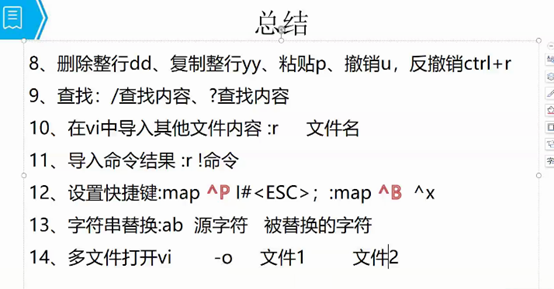 总结
8、删除整行dd、复制整行yy、粘贴p、撤销u，反撤销ctrl+r
9、查找：/查找内容、?查找内容
10、在vi中导入其他文件内容 :r 文件名
11、导入命令结果 :r !命令
12、设置快捷键:map ^P I#<ESC>；:map ^B ^x
13、字符串替换:ab 源字符 被替换的字符
14、多文件打开vi -o 文件1 文件2